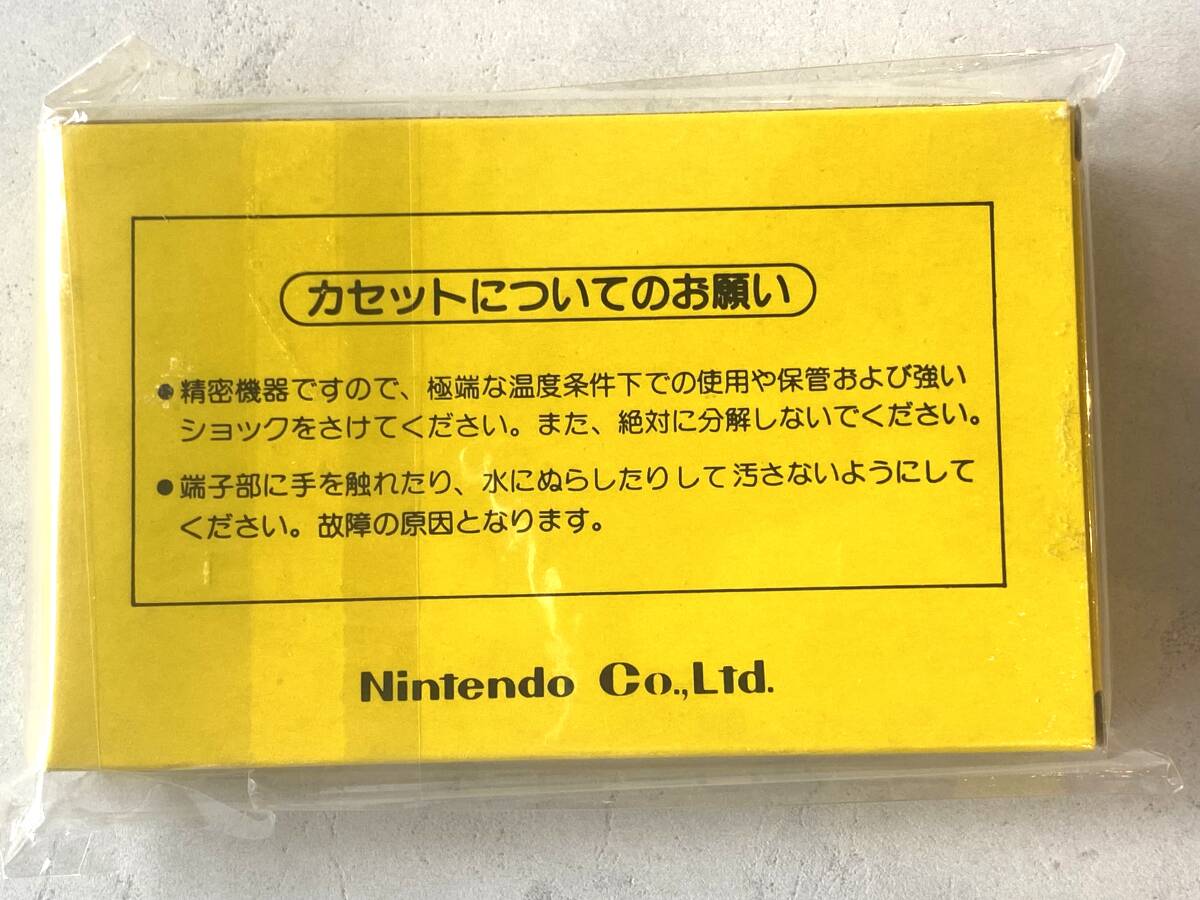 カセットについてのお願い
●精密機器ですので、極端な温度条件下での使用や保管および強い
ショックをさけてください。また、絶対に分解しないでください。
●端子部に手を触れたり、水にぬらしたりして汚さないようにして
ください。故障の原因となります。
Nintendo Co.,Ltd.